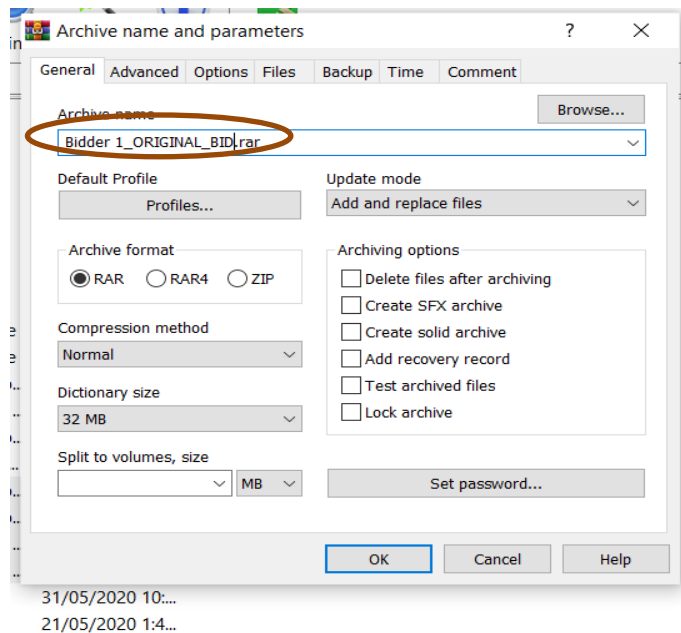 Archive name and parameters
?
General Advanced Options Files Backup Time Comment
Archive name
Browse...
Bidder 1_ORIGINAL_BID.rar
Default Profile
Update mode
Profiles...
Add and replace files
Archive format
Archiving options
RAR RAR4 ZIP
Delete files after archiving
Create SFX archive
Compression method
Create solid archive
Normal
Add recovery record
Dictionary size
Test archived files
32 MB
Lock archive
Split to volumes, size
MB
Set password...
OK Cancel Help
31/05/2020 10:...
21/05/2020 1:4...